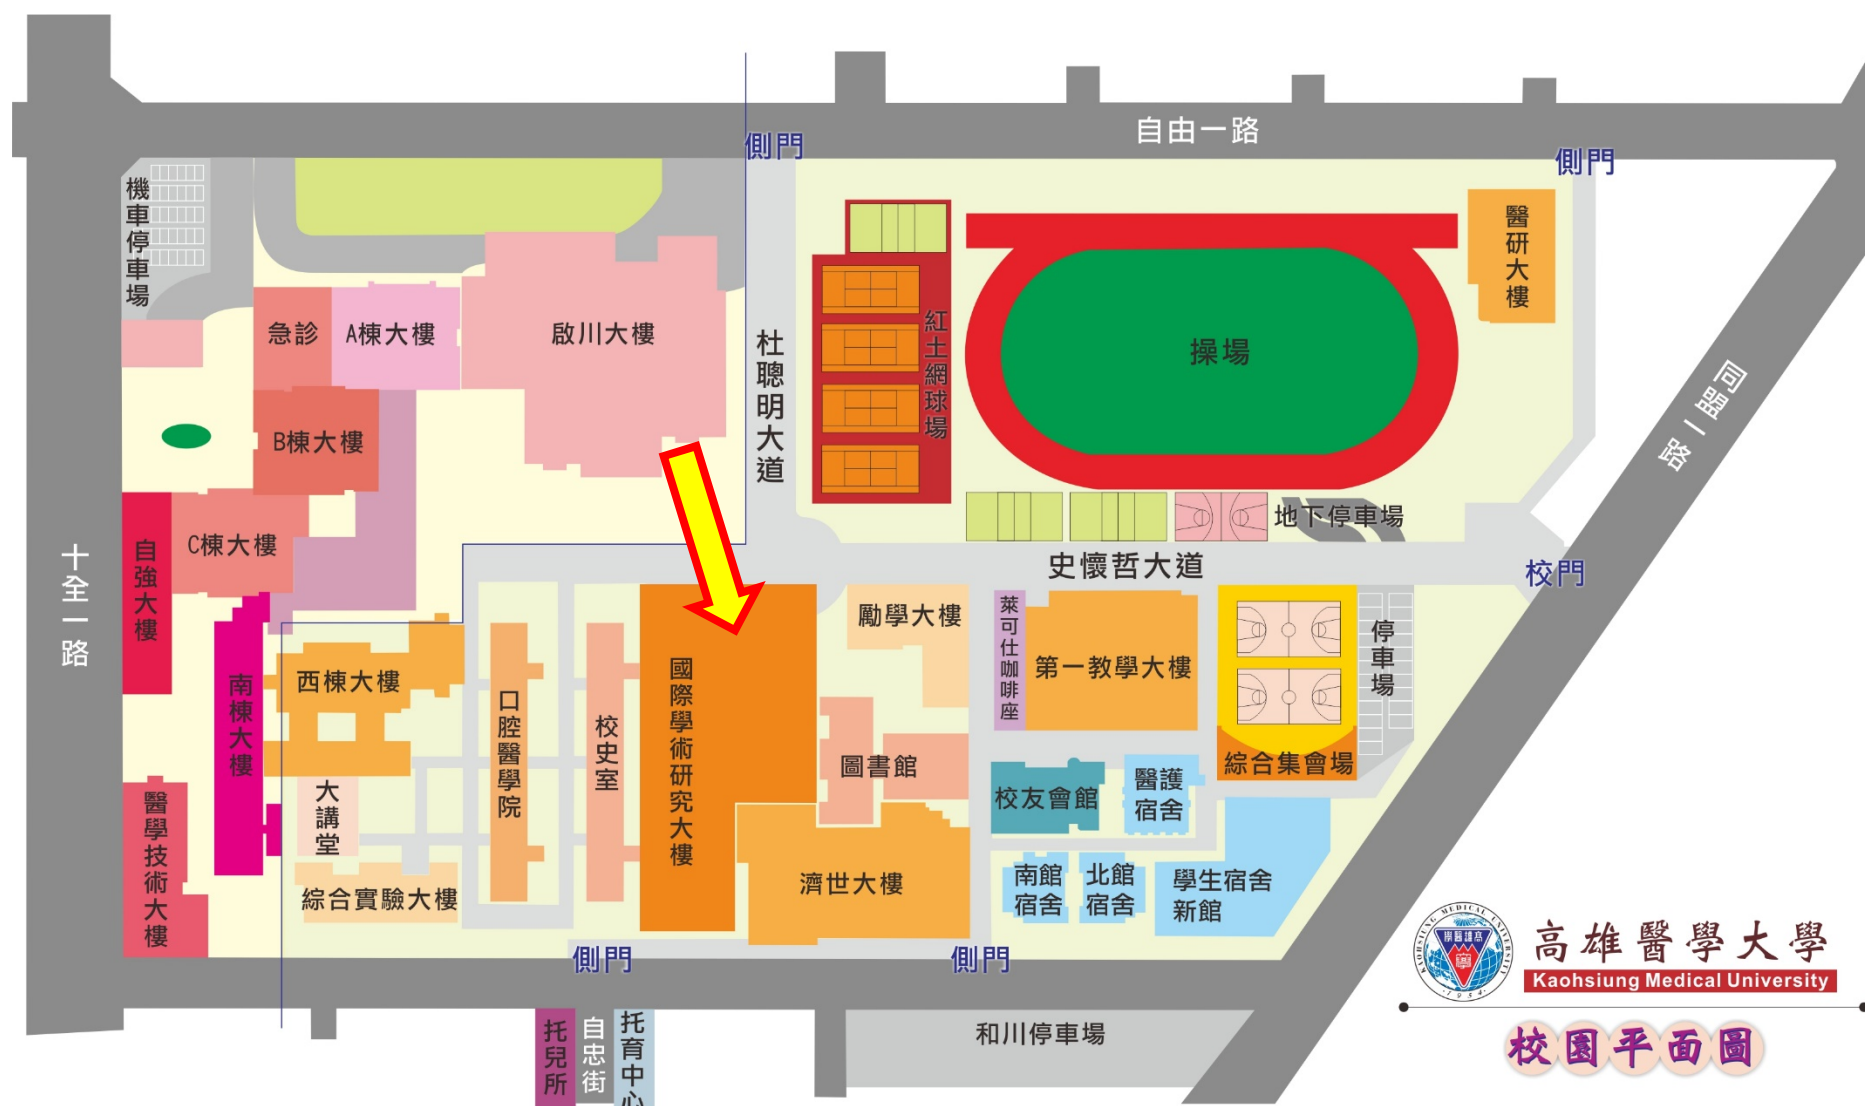 自由一路
側門
側門
機車停車場
醫研大樓
急診
A棟大樓
啟川大樓
杜聰明大道
紅土網球場
操場
同盟一路
B棟大樓
C棟大樓
自強大樓
十全一路
地下停車場
史懷哲大道
校門
南棟大樓
西棟大樓
口腔醫學院
校史室
國際學術研究大樓
勵學大樓
萊可仕咖啡座
第一教學大樓
停車場
綜合集會場
圖書館
校友會館
醫護宿舍
大講堂
醫學技術大樓
綜合實驗大樓
濟世大樓
南館宿舍
北館宿舍
學生宿舍
新館
側門
側門
托兒所
自忠街
托育中心
和川停車場
KAOHSIUNG MEDICAL UNIVERSITY
1954
高雄醫學大學
Kaohsiung Medical University
校園平面圖